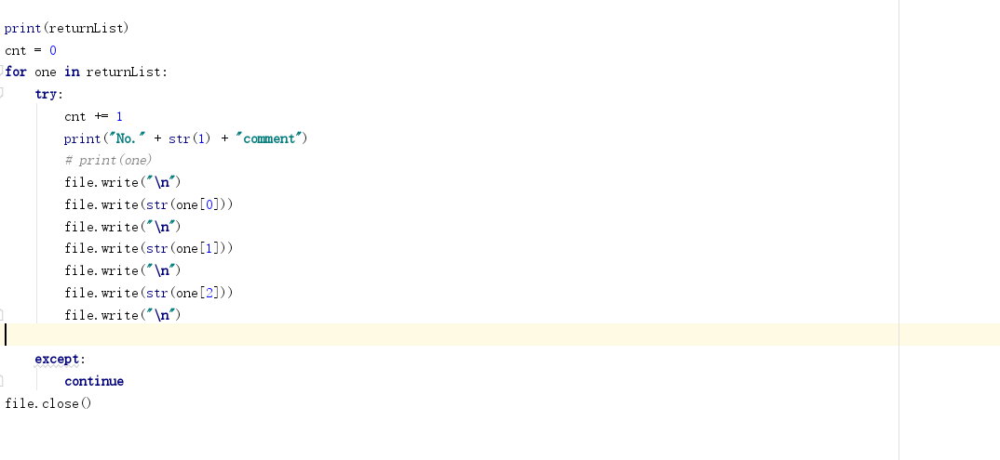 print(returnList)
cnt = 0
for one in returnList:
    try:
        cnt += 1
        print("No." + str(1) + "comment")
        # print(one)
        file.write("\n")
        file.write(str(one[0]))
        file.write("\n")
        file.write(str(one[1]))
        file.write("\n")
        file.write(str(one[2]))
        file.write("\n")
    except:
        continue
file.close()